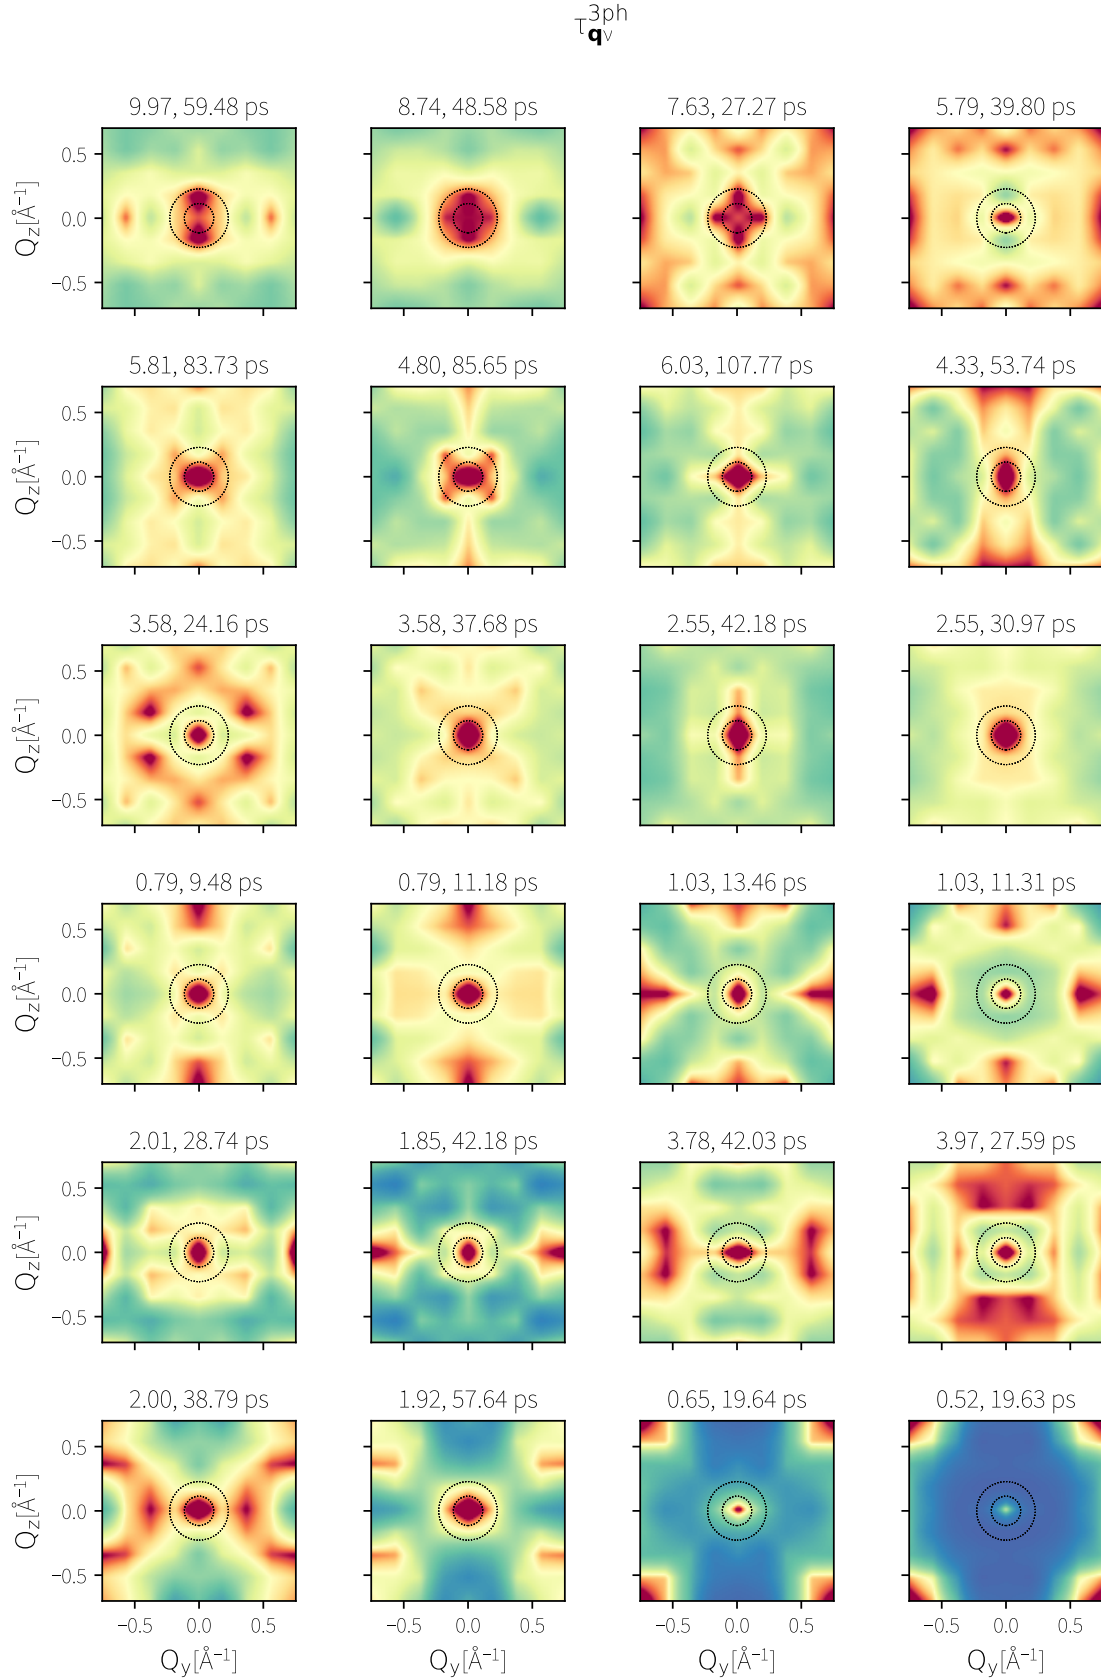 τ_{𝐪ν}^{3ph}
9.97, 59.48 ps
8.74, 48.58 ps
7.63, 27.27 ps
5.79, 39.80 ps
Q_z[Å⁻¹]
0.5
0.0
−0.5
5.81, 83.73 ps
4.80, 85.65 ps
6.03, 107.77 ps
4.33, 53.74 ps
Q_z[Å⁻¹]
0.5
0.0
−0.5
3.58, 24.16 ps
3.58, 37.68 ps
2.55, 42.18 ps
2.55, 30.97 ps
Q_z[Å⁻¹]
0.5
0.0
−0.5
0.79, 9.48 ps
0.79, 11.18 ps
1.03, 13.46 ps
1.03, 11.31 ps
Q_z[Å⁻¹]
0.5
0.0
−0.5
2.01, 28.74 ps
1.85, 42.18 ps
3.78, 42.03 ps
3.97, 27.59 ps
Q_z[Å⁻¹]
0.5
0.0
−0.5
2.00, 38.79 ps
1.92, 57.64 ps
0.65, 19.64 ps
0.52, 19.63 ps
Q_z[Å⁻¹]
0.5
0.0
−0.5
−0.5 0.0 0.5
−0.5 0.0 0.5
−0.5 0.0 0.5
−0.5 0.0 0.5
Q_y[Å⁻¹]
Q_y[Å⁻¹]
Q_y[Å⁻¹]
Q_y[Å⁻¹]